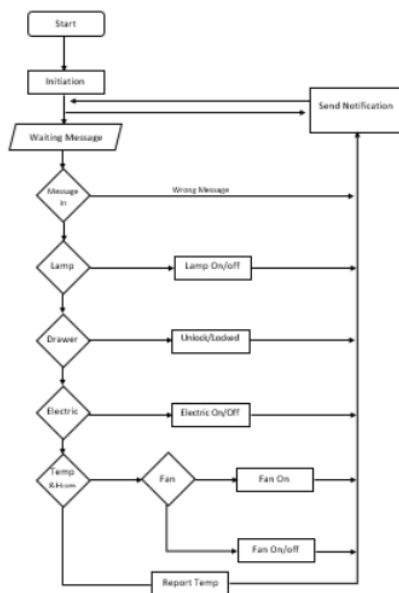 Start
Initiation
Send Notification
Waiting Message
Message
in
Wrong Message
Lamp
Lamp On/off
Drawer
Unlock/Locked
Electric
Electric On/Off
Temp
&Hum
Fan
Fan On
Fan On/off
Report Temp